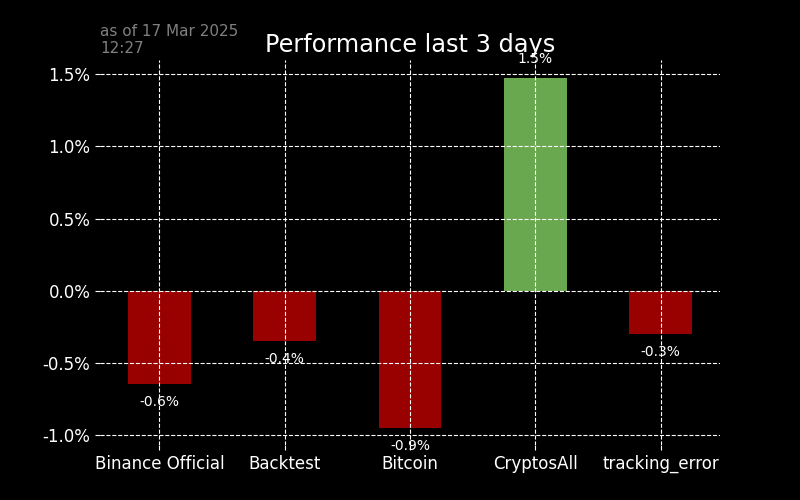 as of 17 Mar 2025
12:27
Performance last 3 days
1.5%
1.5%
1.0%
0.5%
0.0%
-0.5%
-1.0%
-0.6%
-0.4%
-0.9%
-0.3%
Binance Official
Backtest
Bitcoin
CryptosAll
tracking_error